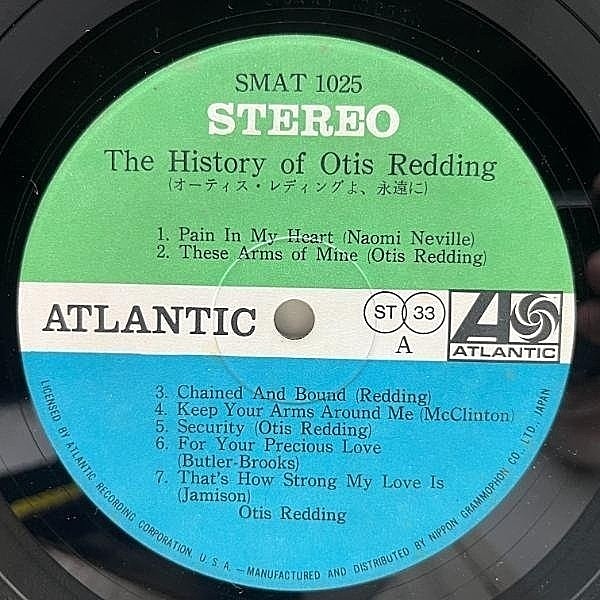 SMAT 1025
STEREO
The History of Otis Redding
(オーティス・レディングよ、永遠に)
1. Pain In My Heart (Naomi Neville)
2. These Arms of Mine (Otis Redding)
ATLANTIC
ST 33
A
ATLANTIC
3. Chained And Bound (Redding)
4. Keep Your Arms Around Me (McClinton)
5. Security (Otis Redding)
6. For Your Precious Love
(Butler-Brooks)
7. That's How Strong My Love Is
(Jamison)
Otis Redding
LICENSED BY ATLANTIC RECORDING CORPORATION, U.S.A.—MANUFACTURED AND DISTRIBUTED BY NIPPON GRAMMOPHON CO., LTD., JAPAN